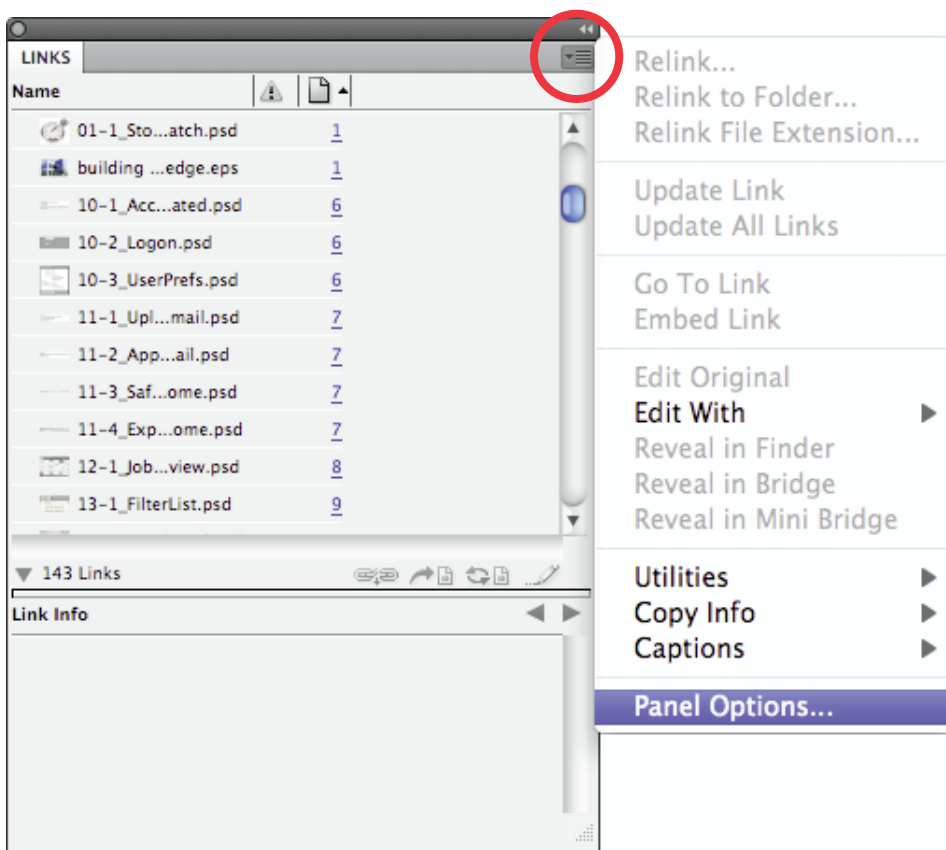 LINKS
Name
01-1_Sto...atch.psd 1
building ...edge.eps 1
10-1_Acc...ated.psd 6
10-2_Logon.psd 6
10-3_UserPrefs.psd 6
11-1_Upl...mail.psd 7
11-2_App...ail.psd 7
11-3_Saf...ome.psd 7
11-4_Exp...ome.psd 7
12-1_Job...view.psd 8
13-1_FilterList.psd 9
143 Links
Link Info
Relink...
Relink to Folder...
Relink File Extension...
Update Link
Update All Links
Go To Link
Embed Link
Edit Original
Edit With
Reveal in Finder
Reveal in Bridge
Reveal in Mini Bridge
Utilities
Copy Info
Captions
Panel Options...